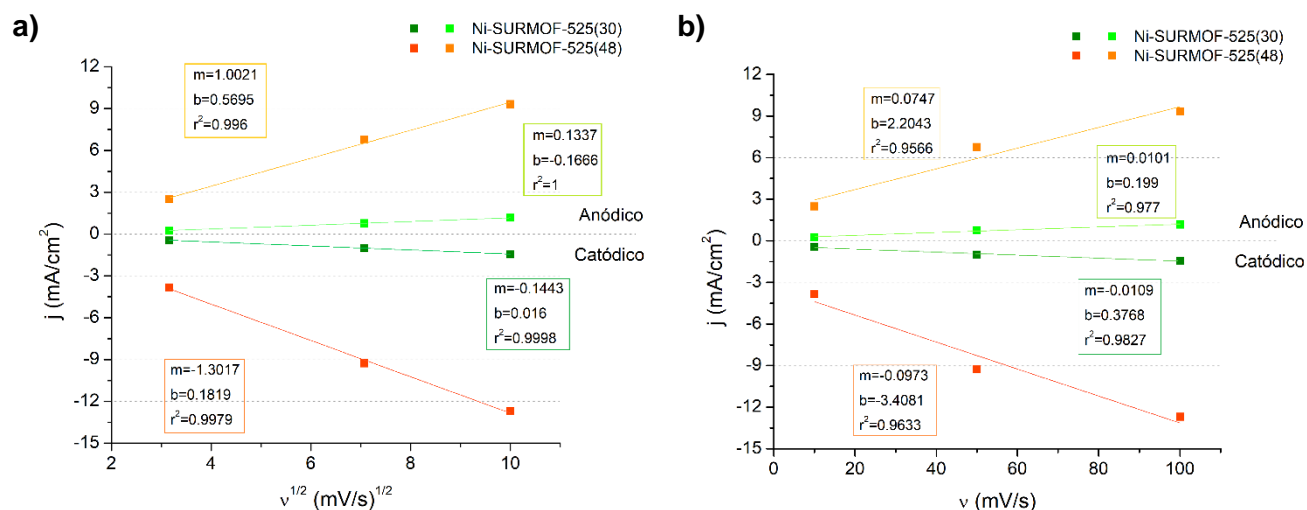 a)
Ni-SURMOF-525(30)
Ni-SURMOF-525(48)
12
9
6
3
0
-3
-6
-9
-12
-15
j (mA/cm²)
m=1.0021
b=0.5695
r²=0.996
m=0.1337
b=-0.1666
r²=1
Anódico
Catódico
m=-0.1443
b=0.016
r²=0.9998
m=-1.3017
b=0.1819
r²=0.9979
2 4 6 8 10
ν^1/2 (mV/s)^1/2
b)
Ni-SURMOF-525(30)
Ni-SURMOF-525(48)
12
9
6
3
0
-3
-6
-9
-12
-15
j (mA/cm²)
m=0.0747
b=2.2043
r²=0.9566
m=0.0101
b=0.199
r²=0.977
Anódico
Catódico
m=-0.0109
b=0.3768
r²=0.9827
m=-0.0973
b=-3.4081
r²=0.9633
0 20 40 60 80 100
ν (mV/s)